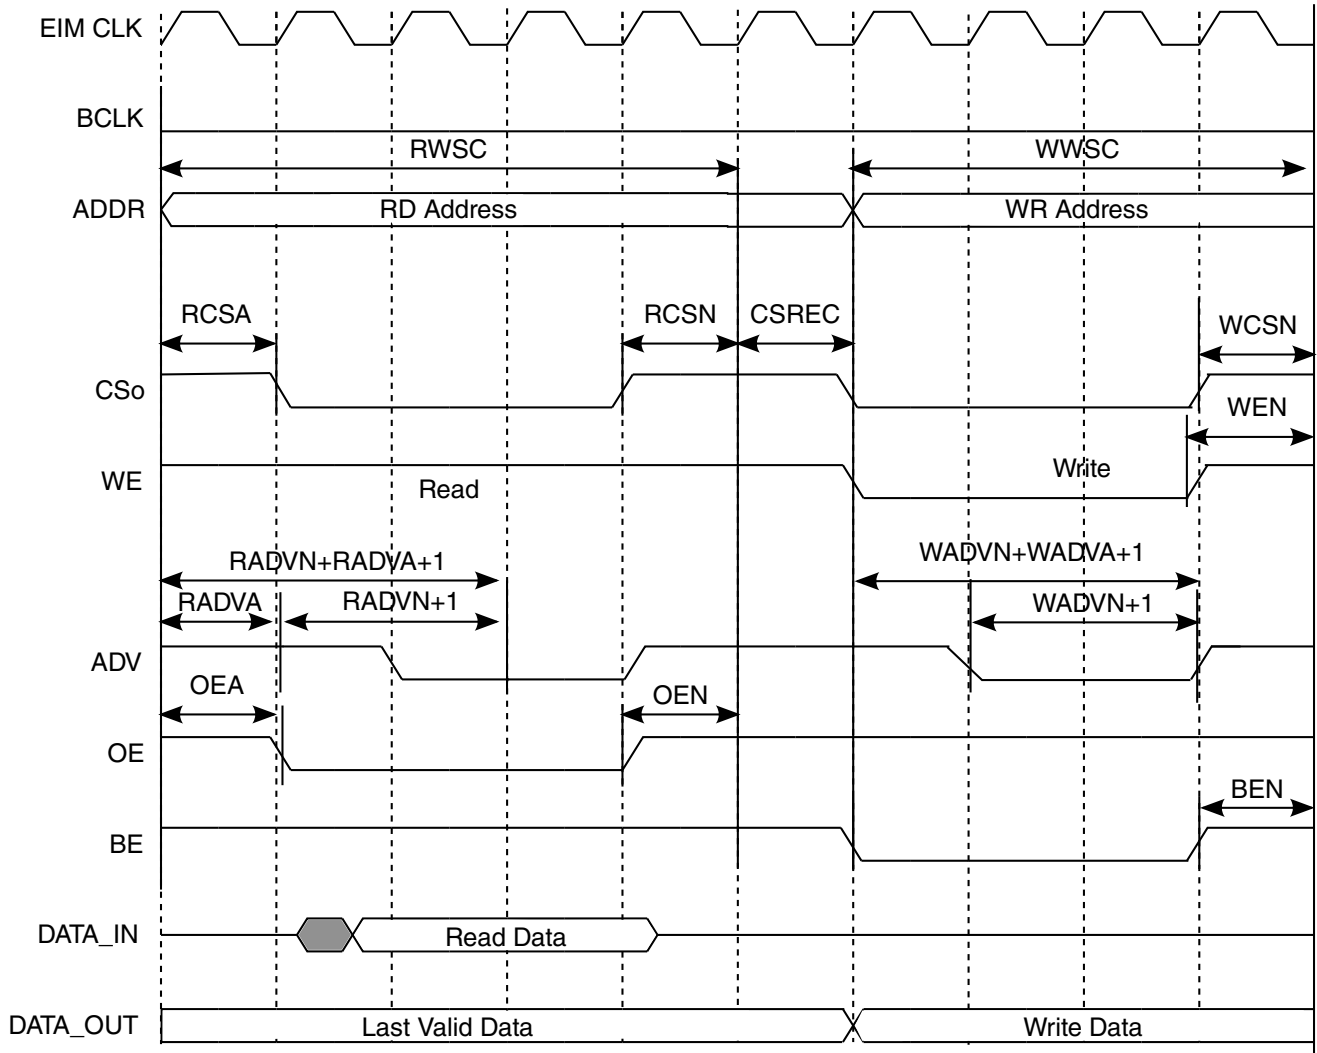 EIM CLK
BCLK
RWSC
WWSC
ADDR
RD Address
WR Address
RCSA
RCSN
CSREC
WCSN
CSo
WEN
WE
Read
Write
RADVN+RADVA+1
WADVN+WADVA+1
RADVA
RADVN+1
WADVN+1
ADV
OEA
OEN
OE
BEN
BE
DATA_IN
Read Data
DATA_OUT
Last Valid Data
Write Data